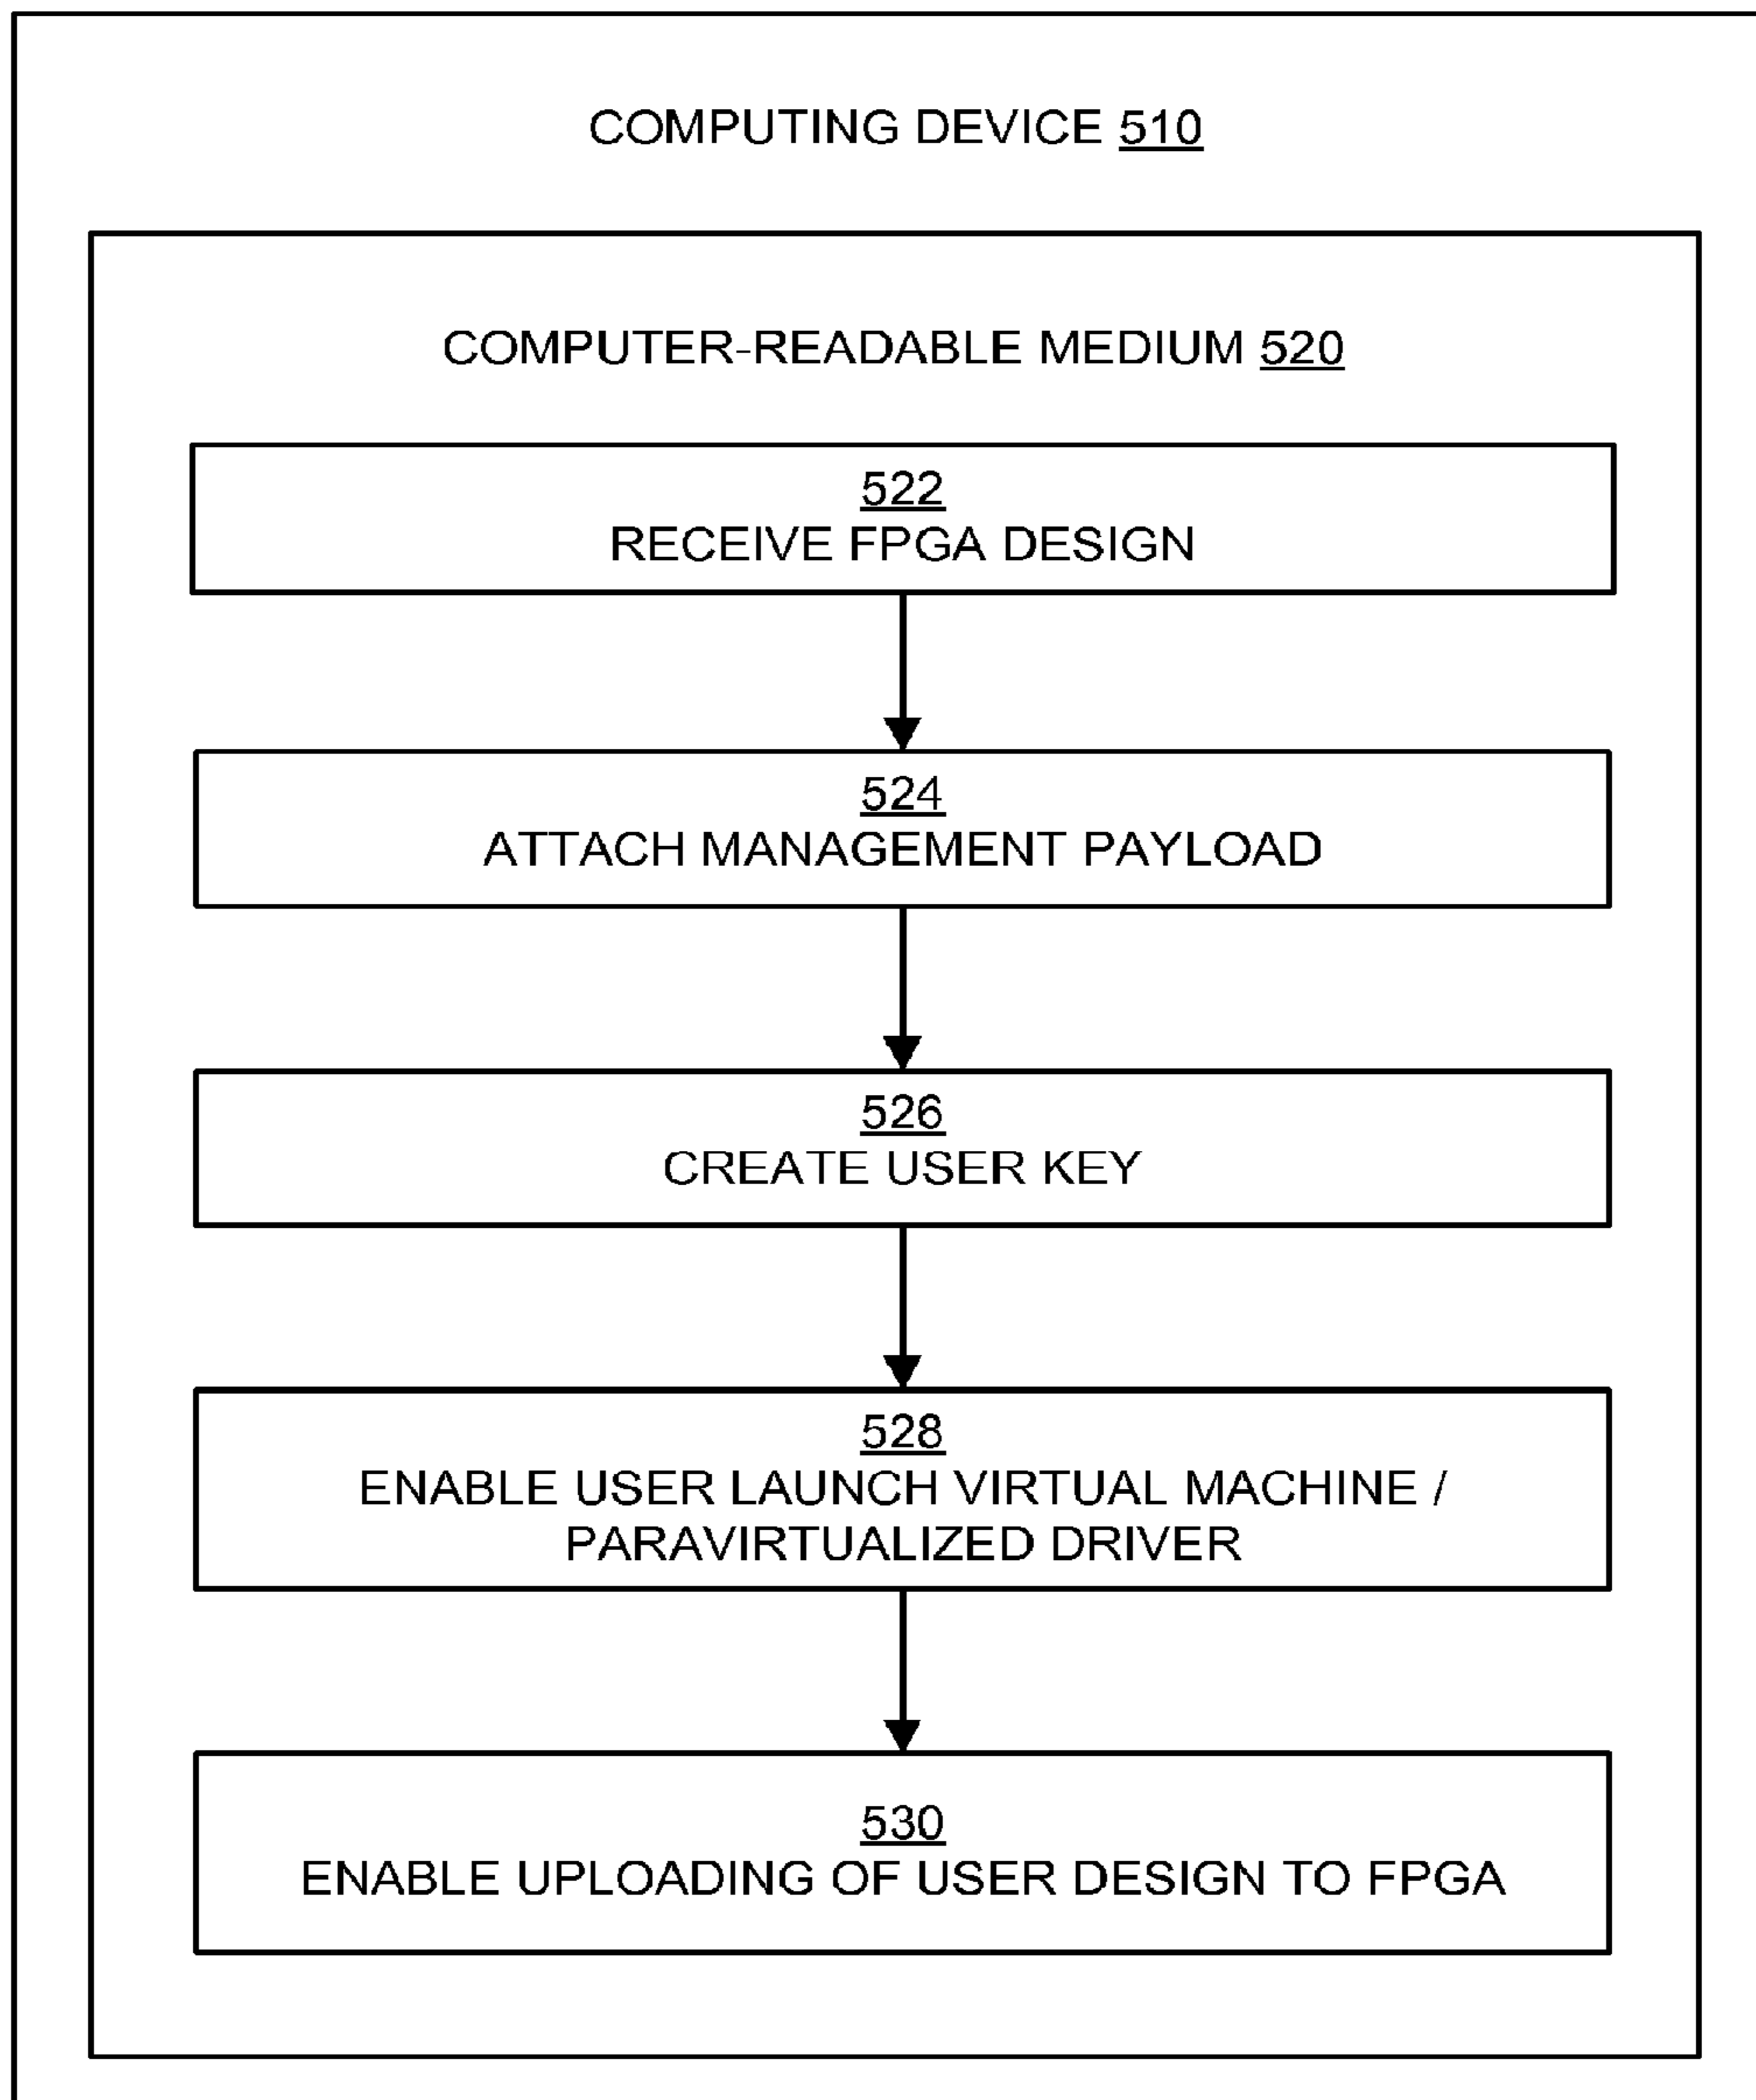 COMPUTING DEVICE 510
COMPUTER-READABLE MEDIUM 520
522
RECEIVE FPGA DESIGN
524
ATTACH MANAGEMENT PAYLOAD
526
CREATE USER KEY
528
ENABLE USER LAUNCH VIRTUAL MACHINE /
PARAVIRTUALIZED DRIVER
530
ENABLE UPLOADING OF USER DESIGN TO FPGA